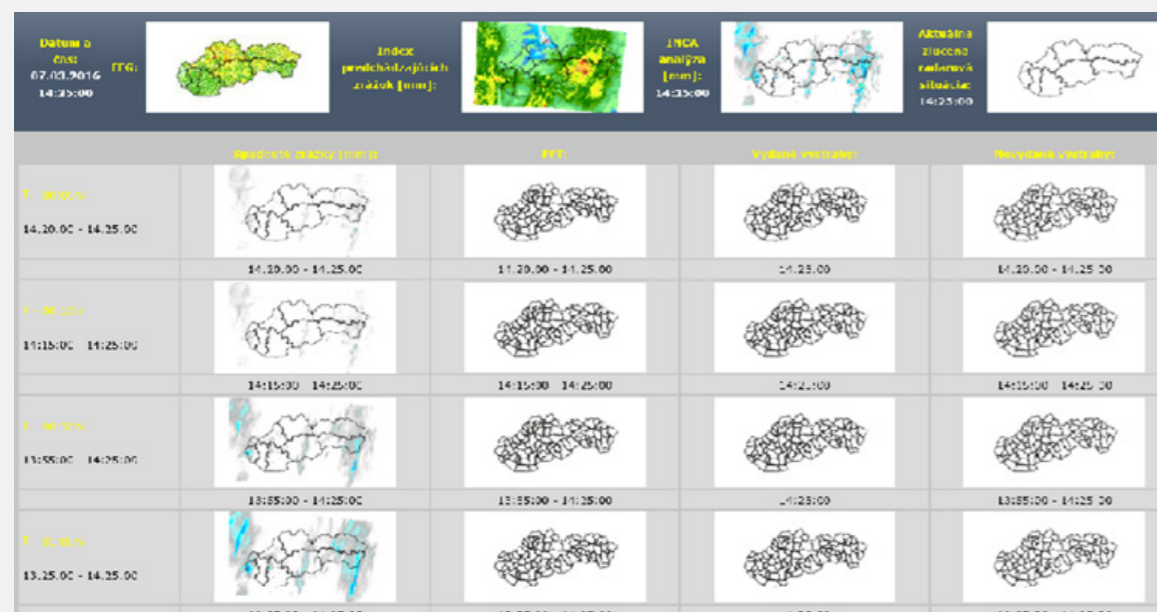 Dátum a
čas:
07.03.2016
14:25:00
FFG:
Index
predchádzajúcich
zrážok [mm]:
INCA
analýza
[mm]:
14:25:00
Aktuálna
zlúčená
radarová
situácia:
14:25:00
Spadnuté zrážky [mm]:
FFT:
Vydané výstrahy:
Nevydané výstrahy:
14:20:00 - 14:25:00
14:20:00 - 14:25:00
14:20:00 - 14:25:00
14:25:00
14:20:00 - 14:25:00
14:15:00 - 14:25:00
14:15:00 - 14:25:00
14:15:00 - 14:25:00
14:25:00
14:15:00 - 14:25:00
13:55:00 - 14:25:00
13:55:00 - 14:25:00
13:55:00 - 14:25:00
14:25:00
13:55:00 - 14:25:00
13:25:00 - 14:25:00